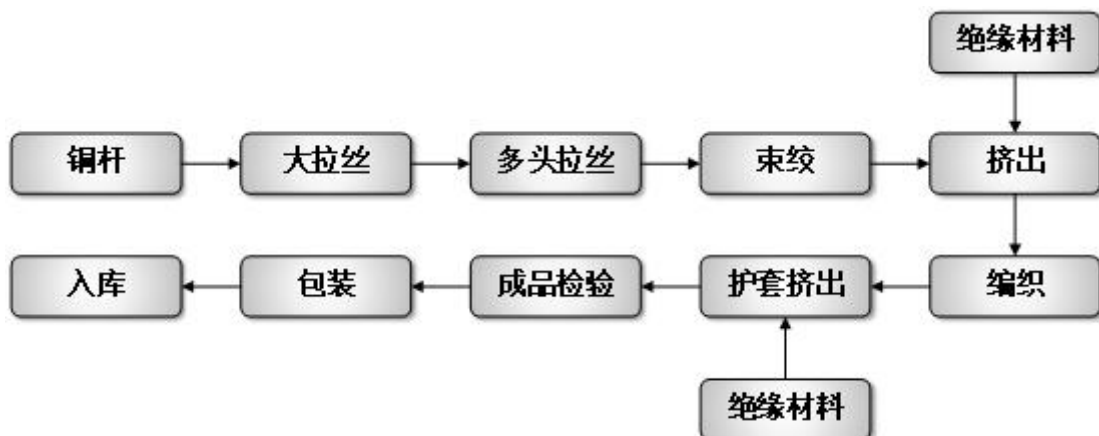 绝缘材料
铜杆
大拉丝
多头拉丝
束绞
挤出
入库
包装
成品检验
护套挤出
编织
绝缘材料